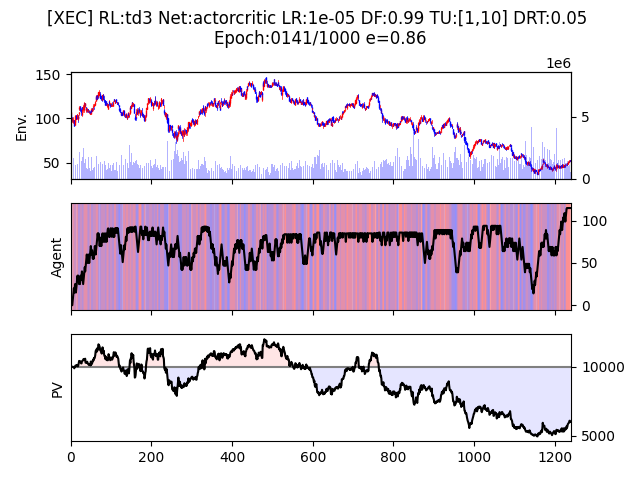 [XEC] RL:td3 Net:actorcritic LR:1e-05 DF:0.99 TU:[1,10] DRT:0.05
Epoch:0141/1000 e=0.86
1e6
150
100
50
Env.
5
0
Agent
100
50
0
PV
10000
5000
0 200 400 600 800 1000 1200